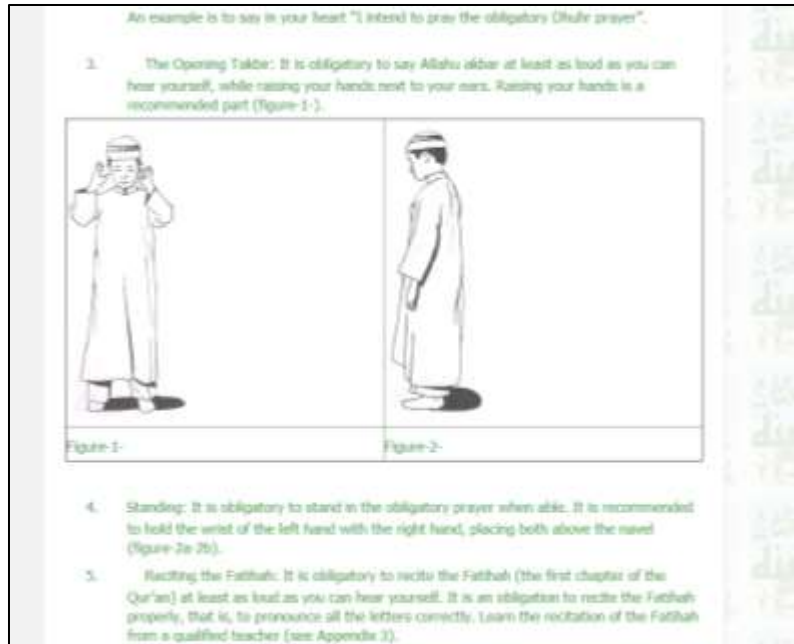 An example is to say in your heart "I intend to pray the obligatory Dhuhr prayer".
3. The Opening Takbir: It is obligatory to say Allahu akbar at least as loud as you can
hear yourself, while raising your hands next to your ears. Raising your hands is a
recommended part (figure-1-).
Figure-1-
Figure-2-
4. Standing: It is obligatory to stand in the obligatory prayer when able. It is recommended
to hold the wrist of the left hand with the right hand, placing both above the navel
(figure-2a-2b).
5. Reciting the Fatihah: It is obligatory to recite the Fatihah (the first chapter of the
Qur'an) at least as loud as you can hear yourself. It is an obligation to recite the Fatihah
properly, that is, to pronounce all the letters correctly. Learn the recitation of the Fatihah
from a qualified teacher (see Appendix 3).